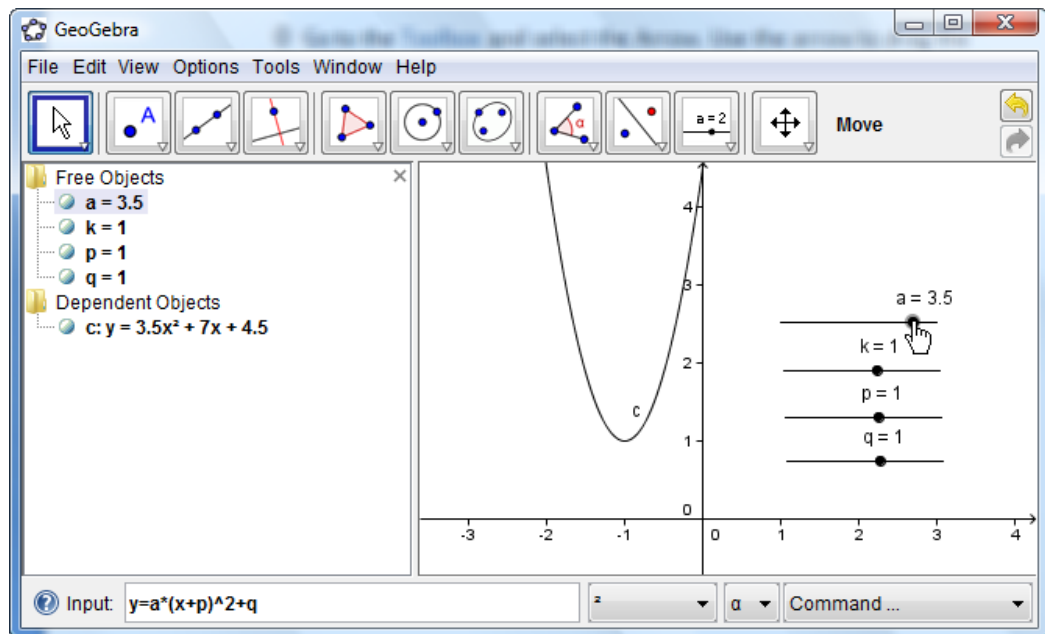 GeoGebra
File Edit View Options Tools Window Help
A
α
a = 2
Move
Free Objects
a = 3.5
k = 1
p = 1
q = 1
Dependent Objects
c: y = 3.5x² + 7x + 4.5
4
3
2
1
0
-3 -2 -1 0 1 2 3 4
c
a = 3.5
k = 1
p = 1
q = 1
Input: y=a*(x+p)^2+q
² α Command ...